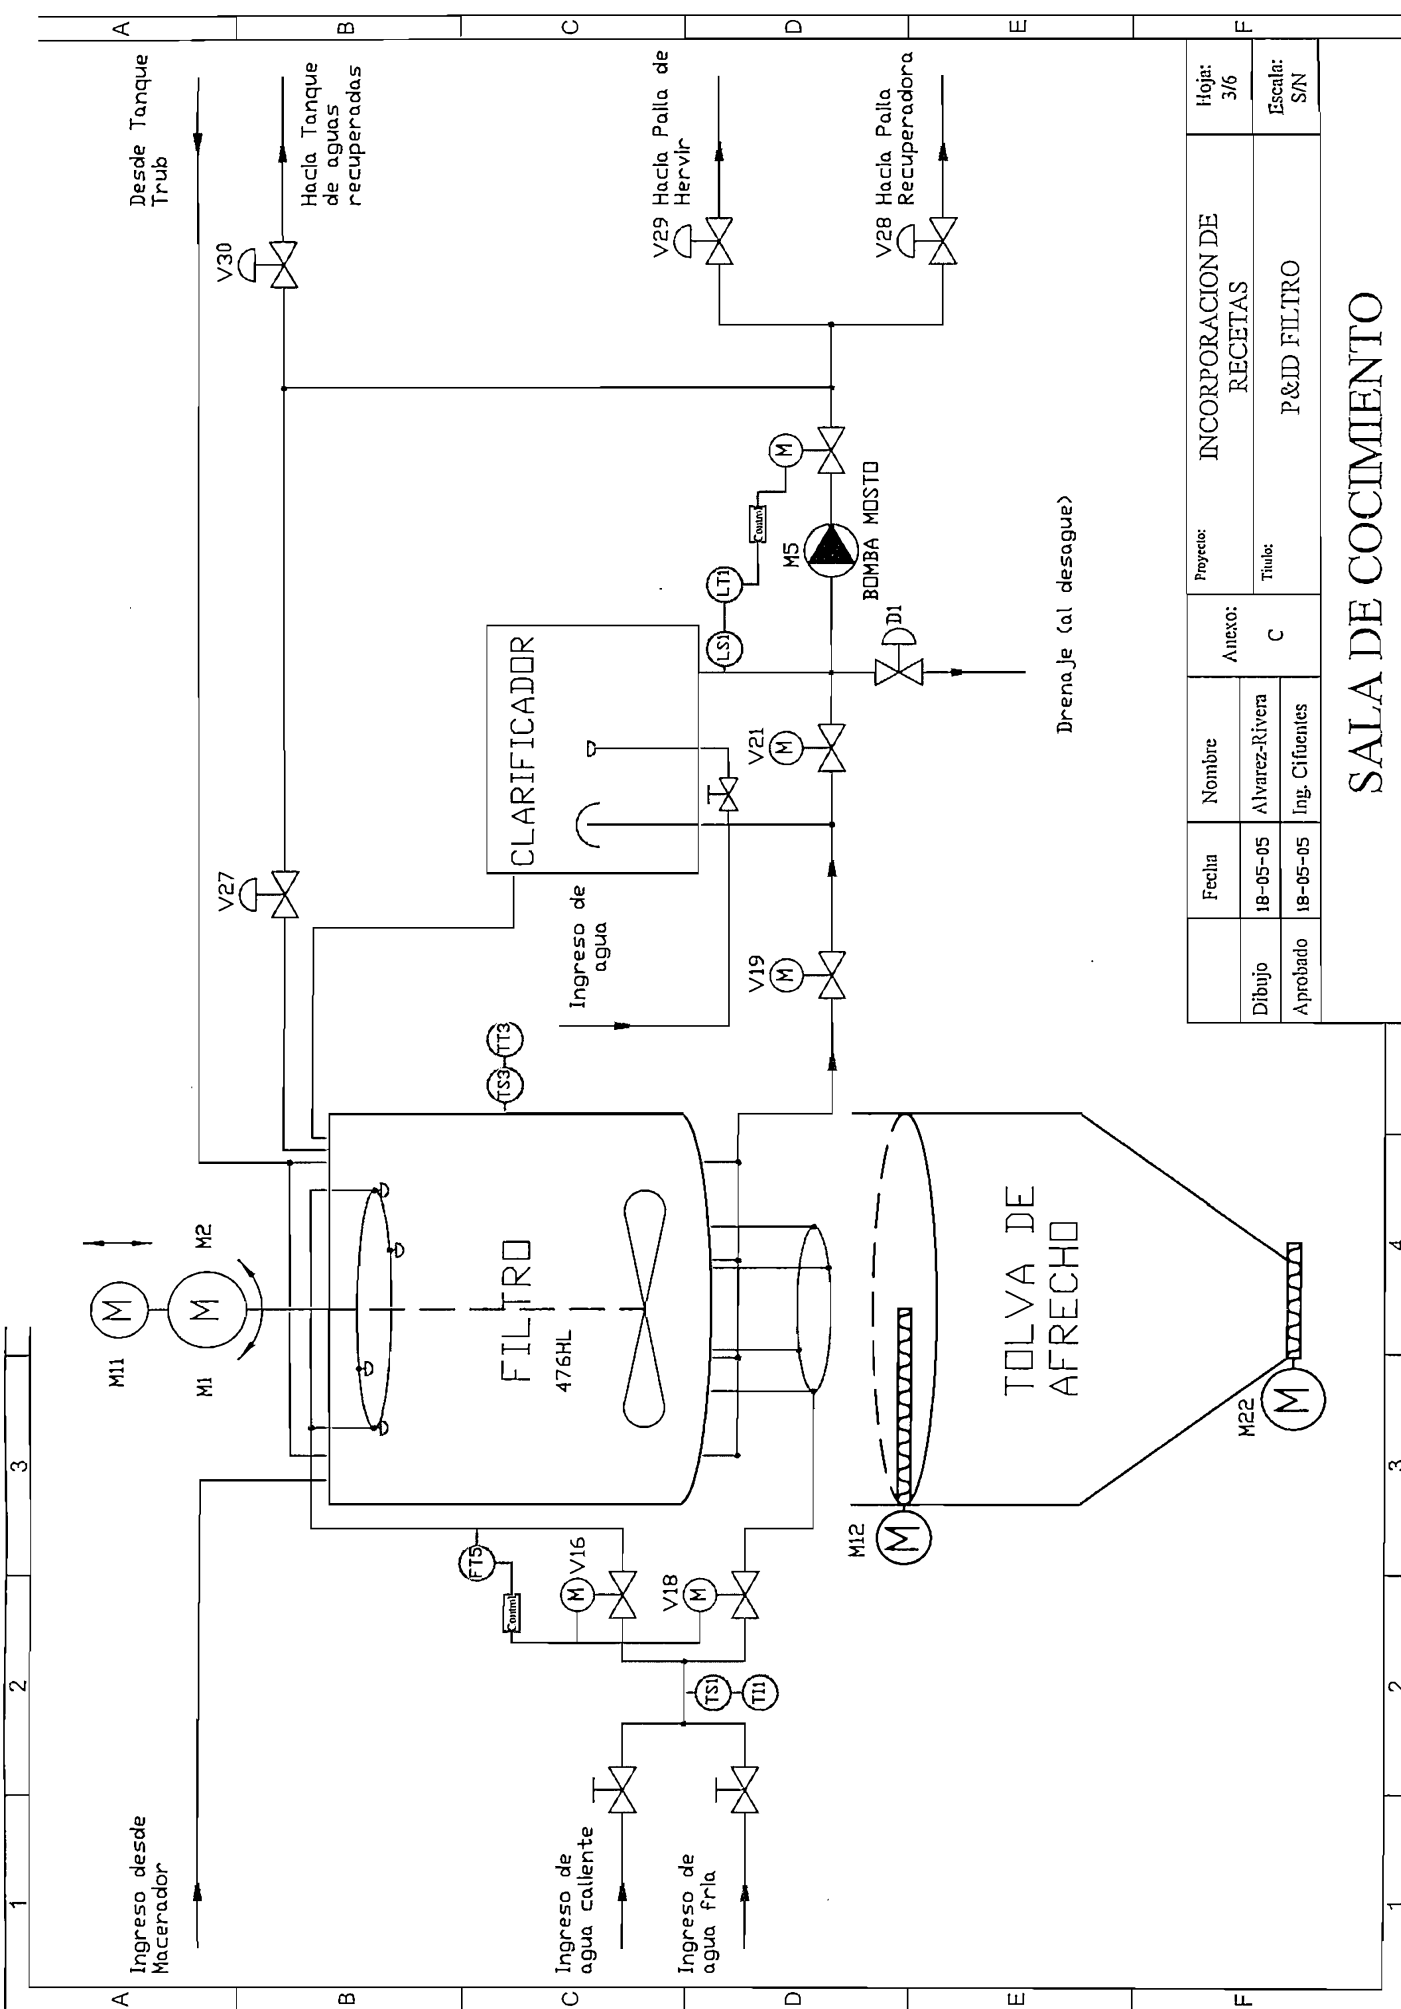 1
2
3
A
B
C
D
E
F
A
B
C
D
E
F
1
2
3
4
Ingreso desde
Macerador
Desde Tanque
Trub
Hacia Tanque
de aguas
recuperadas
V30
V27
M11
M1
M2
M
M
FILTRO
476HL
TS3
TT3
FT5
Control
V16
M
V18
M
TS1
TI1
Ingreso de
agua caliente
Ingreso de
agua fria
Ingreso de
agua
CLARIFICADOR
LS1
LT1
Control
M
V19
M
V21
M
M5
BOMBA MOSTO
D1
Drenaje (al desague)
V29
Hacia Paila de
Hervir
V28
Hacia Paila
Recuperadora
TOLVA DE
AFRECHO
M12
M
M22
M
Fecha
Nombre
Dibujo
18-05-05
Alvarez-Rivera
Aprobado
18-05-05
Ing. Cifuentes
Anexo:
C
Proyecto:
INCORPORACION DE
RECETAS
Titulo:
P&ID FILTRO
Hoja:
3/6
Escala:
S/N
SALA DE COCIMIENTO